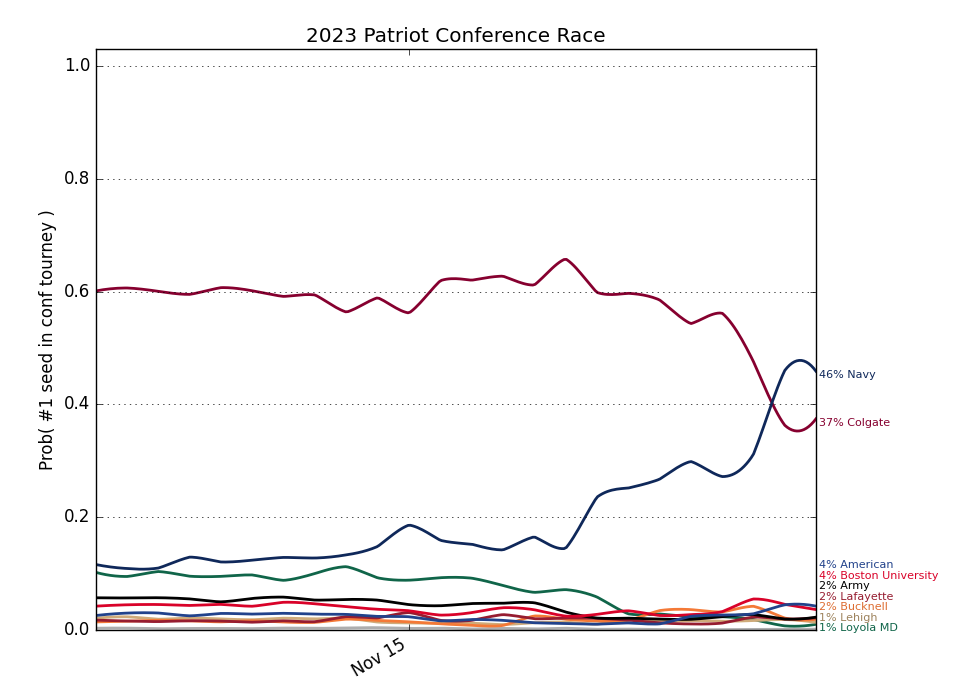 2023 Patriot Conference Race
Prob( #1 seed in conf tourney )
1.0
0.8
0.6
0.4
0.2
0.0
Nov 15
46% Navy
37% Colgate
4% American
4% Boston University
2% Army
2% Lafayette
2% Bucknell
1% Lehigh
1% Loyola MD